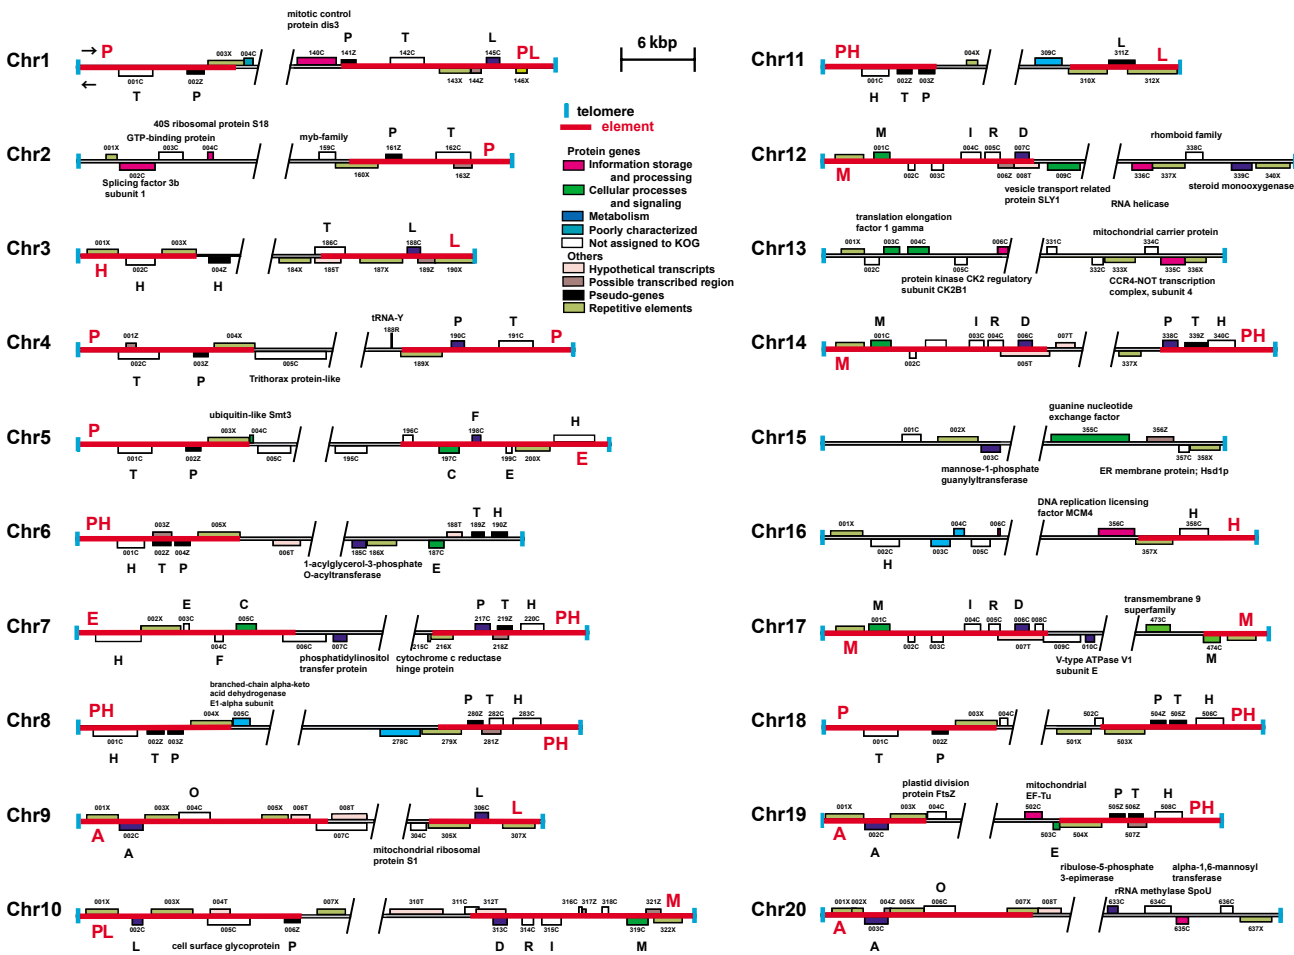 mitotic control
protein dis3
P T L
Chr1 → P 003X 004C 140C 141Z 142C 145C PL
← 001C 002Z 143X 144Z 146X
T P
6 kbp
40S ribosomal protein S18
GTP-binding protein myb-family P T
Chr2 001X 003C 004C 159C 161Z 162C P
002C 160X 163Z
Splicing factor 3b
subunit 1
T L
Chr3 001X 003X 186C 188C L
H 002C 004Z 184X 185T 187X 189Z 190X
H H
tRNA-Y P T
Chr4 P 001Z 004X 188R 190C 191C P
002C 003Z 005C 189X
T P Trithorax protein-like
ubiquitin-like Smt3 F H
Chr5 P 003X 004C 196C 198C
001C 002Z 005C 195C 197C 199C 200X E
T P C E
T H
Chr6 PH 003Z 005X 188T 189Z 190Z
001C 002Z 004Z 006T 185C 186X 187C
H T P 1-acylglycerol-3-phosphate
O-acyltransferase E
E C P T H
Chr7 E 002X 003C 005C 217C 219Z 220C PH
004C 006C 007C 215C 216X 218Z
H F phosphatidylinositol
transfer protein
cytochrome c reductase
hinge protein
branched-chain alpha-keto
acid dehydrogenase
E1-alpha subunit
P T H
Chr8 PH 004X 005C 280Z 282C 283C
001C 002Z 003Z 278C 279X 281Z PH
H T P
O L
Chr9 001X 003X 004C 005X 006T 008T 306C L
A 002C 007C 304C 305X 307X
A mitochondrial ribosomal
protein S1
Chr10 001X 003X 004T 007X 310T 311C 312T 316C 317Z 318C 321Z M
PL 002C 005C 006Z 313C 314C 315C 319C 322X
L cell surface glycoprotein P D R I M
telomere
element
Protein genes
Information storage
and processing
Cellular processes
and signaling
Metabolism
Poorly characterized
Not assigned to KOG
Others
Hypothetical transcripts
Possible transcribed region
Pseudo-genes
Repetitive elements
L
Chr11 PH 004X 309C 311Z L
001C 002Z 003Z 310X 312X
H T P
M I R D rhomboid family
Chr12 001X 001C 004C 005C 007C 338C
M 002C 003C 006Z 008T 009C 336C 337X 339C 340X
vesicle transport related
protein SLY1
RNA helicase
steroid monooxygenase
translation elongation
factor 1 gamma
mitochondrial carrier protein
Chr13 001X 003C 004C 006C 331C 334C
002C 005C 332C 333X 335C 336X
protein kinase CK2 regulatory
subunit CK2B1
CCR4-NOT transcription
complex, subunit 4
M I R D P T H
Chr14 001C 003C 004C 006C 007T 338C 339Z 340C PH
M 002C 005T 337X
guanine nucleotide
exchange factor
Chr15 001C 002X 355C 356Z
003C 357C 358X
mannose-1-phosphate
guanylyltransferase
ER membrane protein; Hsd1p
DNA replication licensing
factor MCM4 H
Chr16 001X 004C 006C 356C 358C H
002C 003C 005C 357X
H
M I R D transmembrane 9
superfamily
Chr17 001C 004C 005C 006C 008C 473C M
M 002C 003C 007T 009C 010C 474C
V-type ATPase V1
subunit E M
P T H
Chr18 P 003X 004C 502C 504Z 505Z 506C PH
001C 002Z 501X 503X
T P
plastid division
protein FtsZ
mitochondrial
EF-Tu
P T H
Chr19 001X 003X 004C 502C 505Z 506Z 508C PH
A 002C 503C 504X 507Z
A E
ribulose-5-phosphate
3-epimerase
alpha-1,6-mannosyl
transferase
O rRNA methylase SpoU
Chr20 001X 002X 004Z 005X 006C 007X 008T 633C 634C 636C
A 003C 635C 637X
A